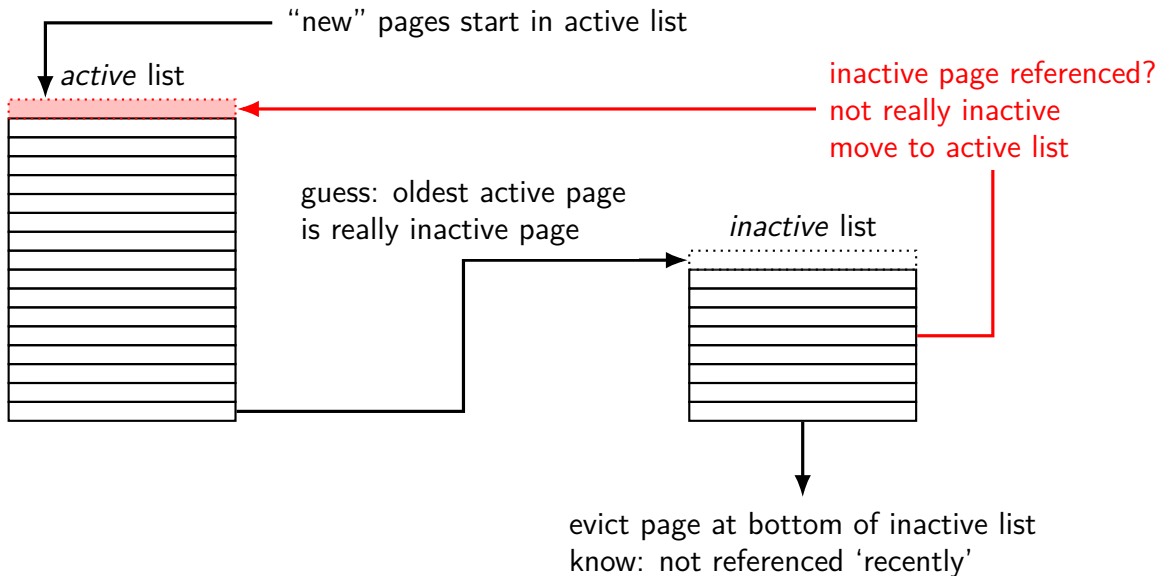 “new” pages start in active list
active list
inactive page referenced?
not really inactive
move to active list
guess: oldest active page
is really inactive page
inactive list
evict page at bottom of inactive list
know: not referenced ‘recently’